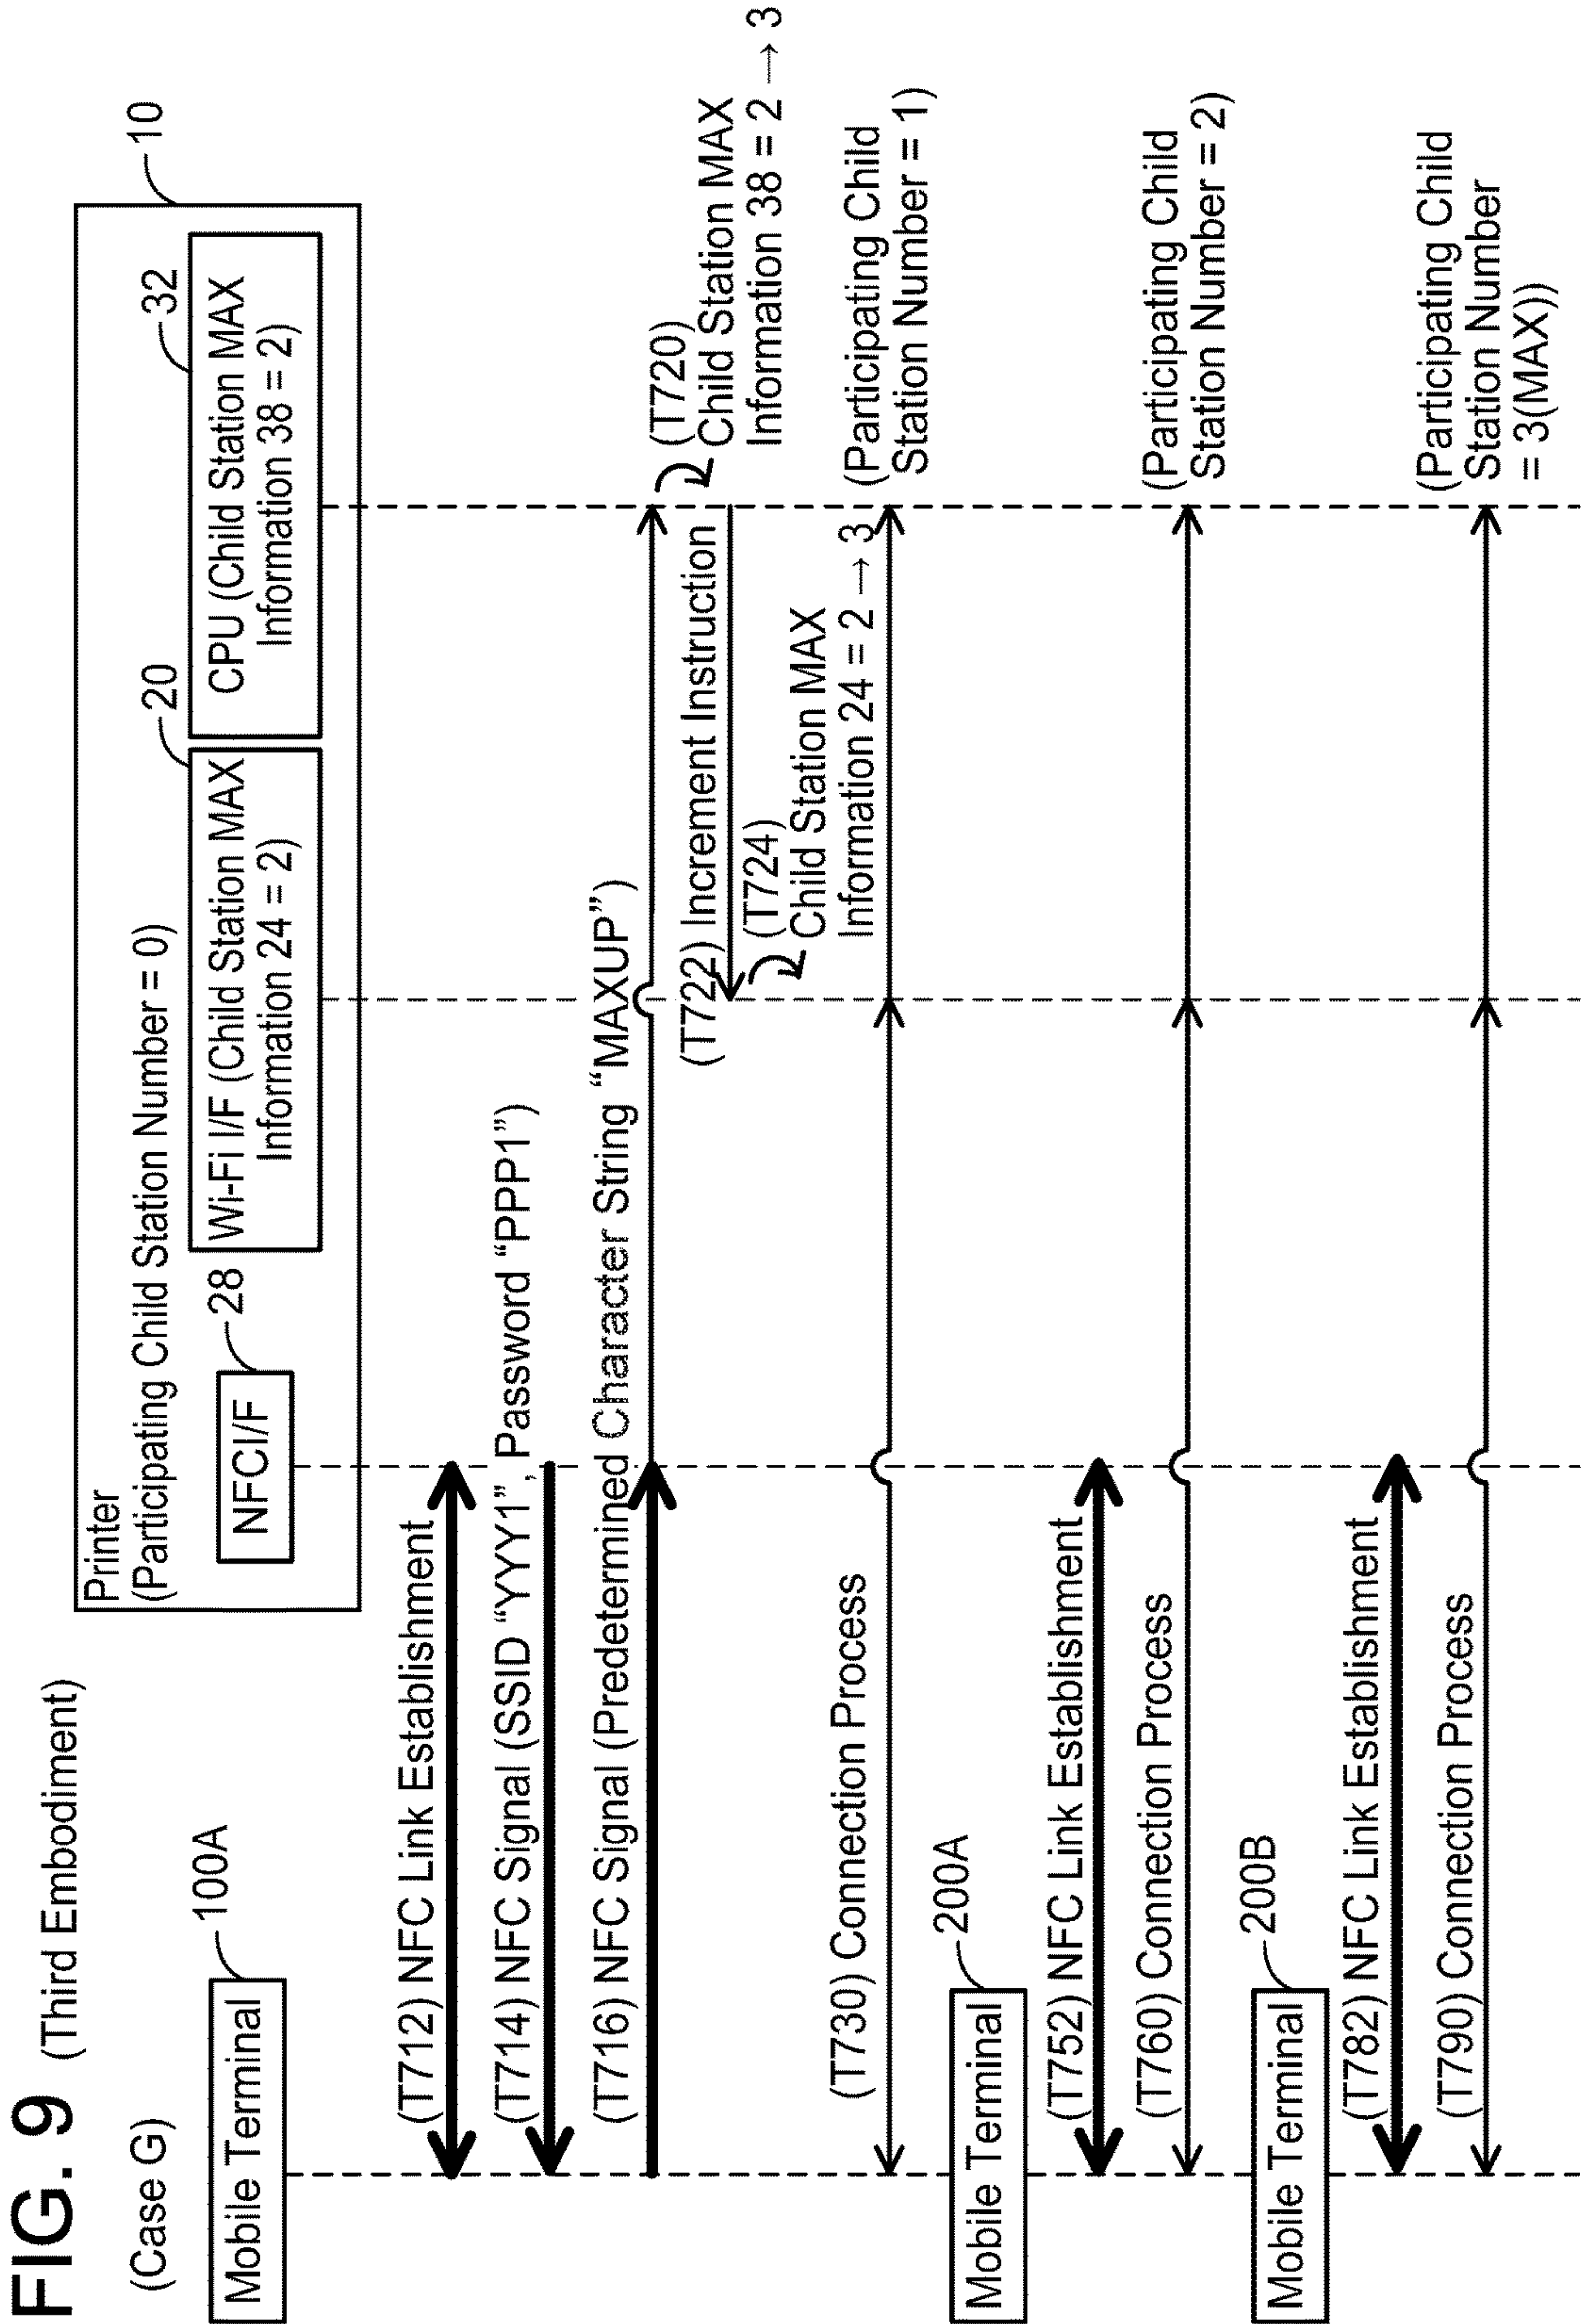 FIG. 9 (Third Embodiment)
(Case G)
Printer
(Participating Child Station Number = 0)
10
NFCI/F
28
Wi-Fi I/F (Child Station MAX
Information 24 = 2)
20
CPU (Child Station MAX
Information 38 = 2)
32
Mobile Terminal
100A
(T712) NFC Link Establishment
(T714) NFC Signal (SSID “YYY1”, Password “PPP1”)
(T716) NFC Signal (Predetermined Character String “MAXUP”)
(T720)
Child Station MAX
Information 38 = 2 → 3
(T722) Increment Instruction
(T724)
Child Station MAX
Information 24 = 2 → 3
(T730) Connection Process
(Participating Child
Station Number = 1)
Mobile Terminal
200A
(T752) NFC Link Establishment
(T760) Connection Process
(Participating Child
Station Number = 2)
Mobile Terminal
200B
(T782) NFC Link Establishment
(T790) Connection Process
(Participating Child
Station Number
= 3(MAX))